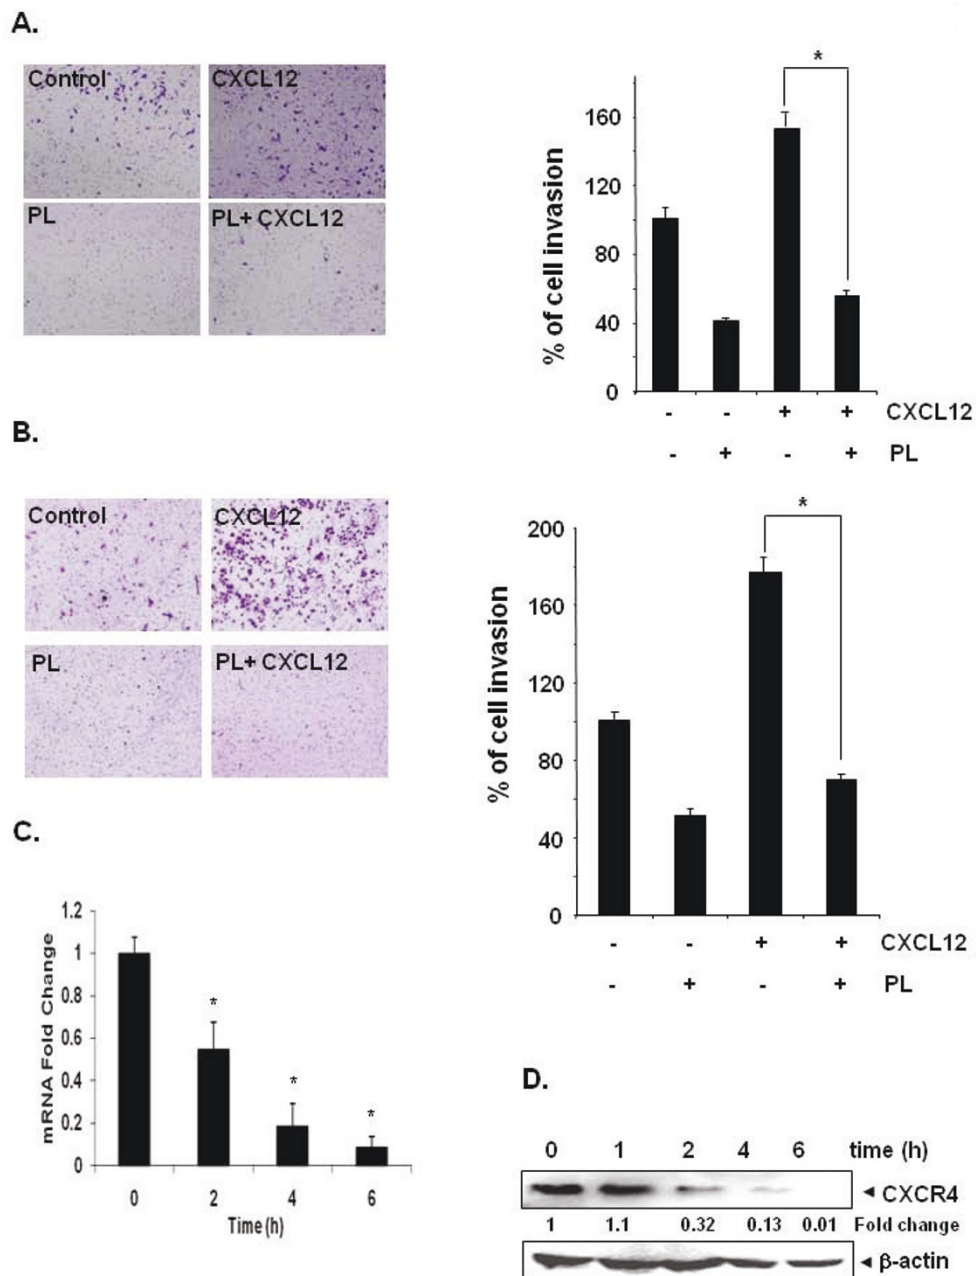 A.
Control
CXCL12
PL
PL+ CXCL12
*
% of cell invasion
160
120
80
40
0
- - + + CXCL12
- + - + PL
B.
Control
CXCL12
PL
PL+ CXCL12
*
% of cell invasion
200
160
120
80
40
0
- - + + CXCL12
- + - + PL
C.
mRNA Fold Change
1.2
1
0.8
0.6
0.4
0.2
0
*
*
*
0 2 4 6
Time(h)
D.
0 1 2 4 6 time (h)
◄ CXCR4
1 1.1 0.32 0.13 0.01 Fold change
◄ β-actin